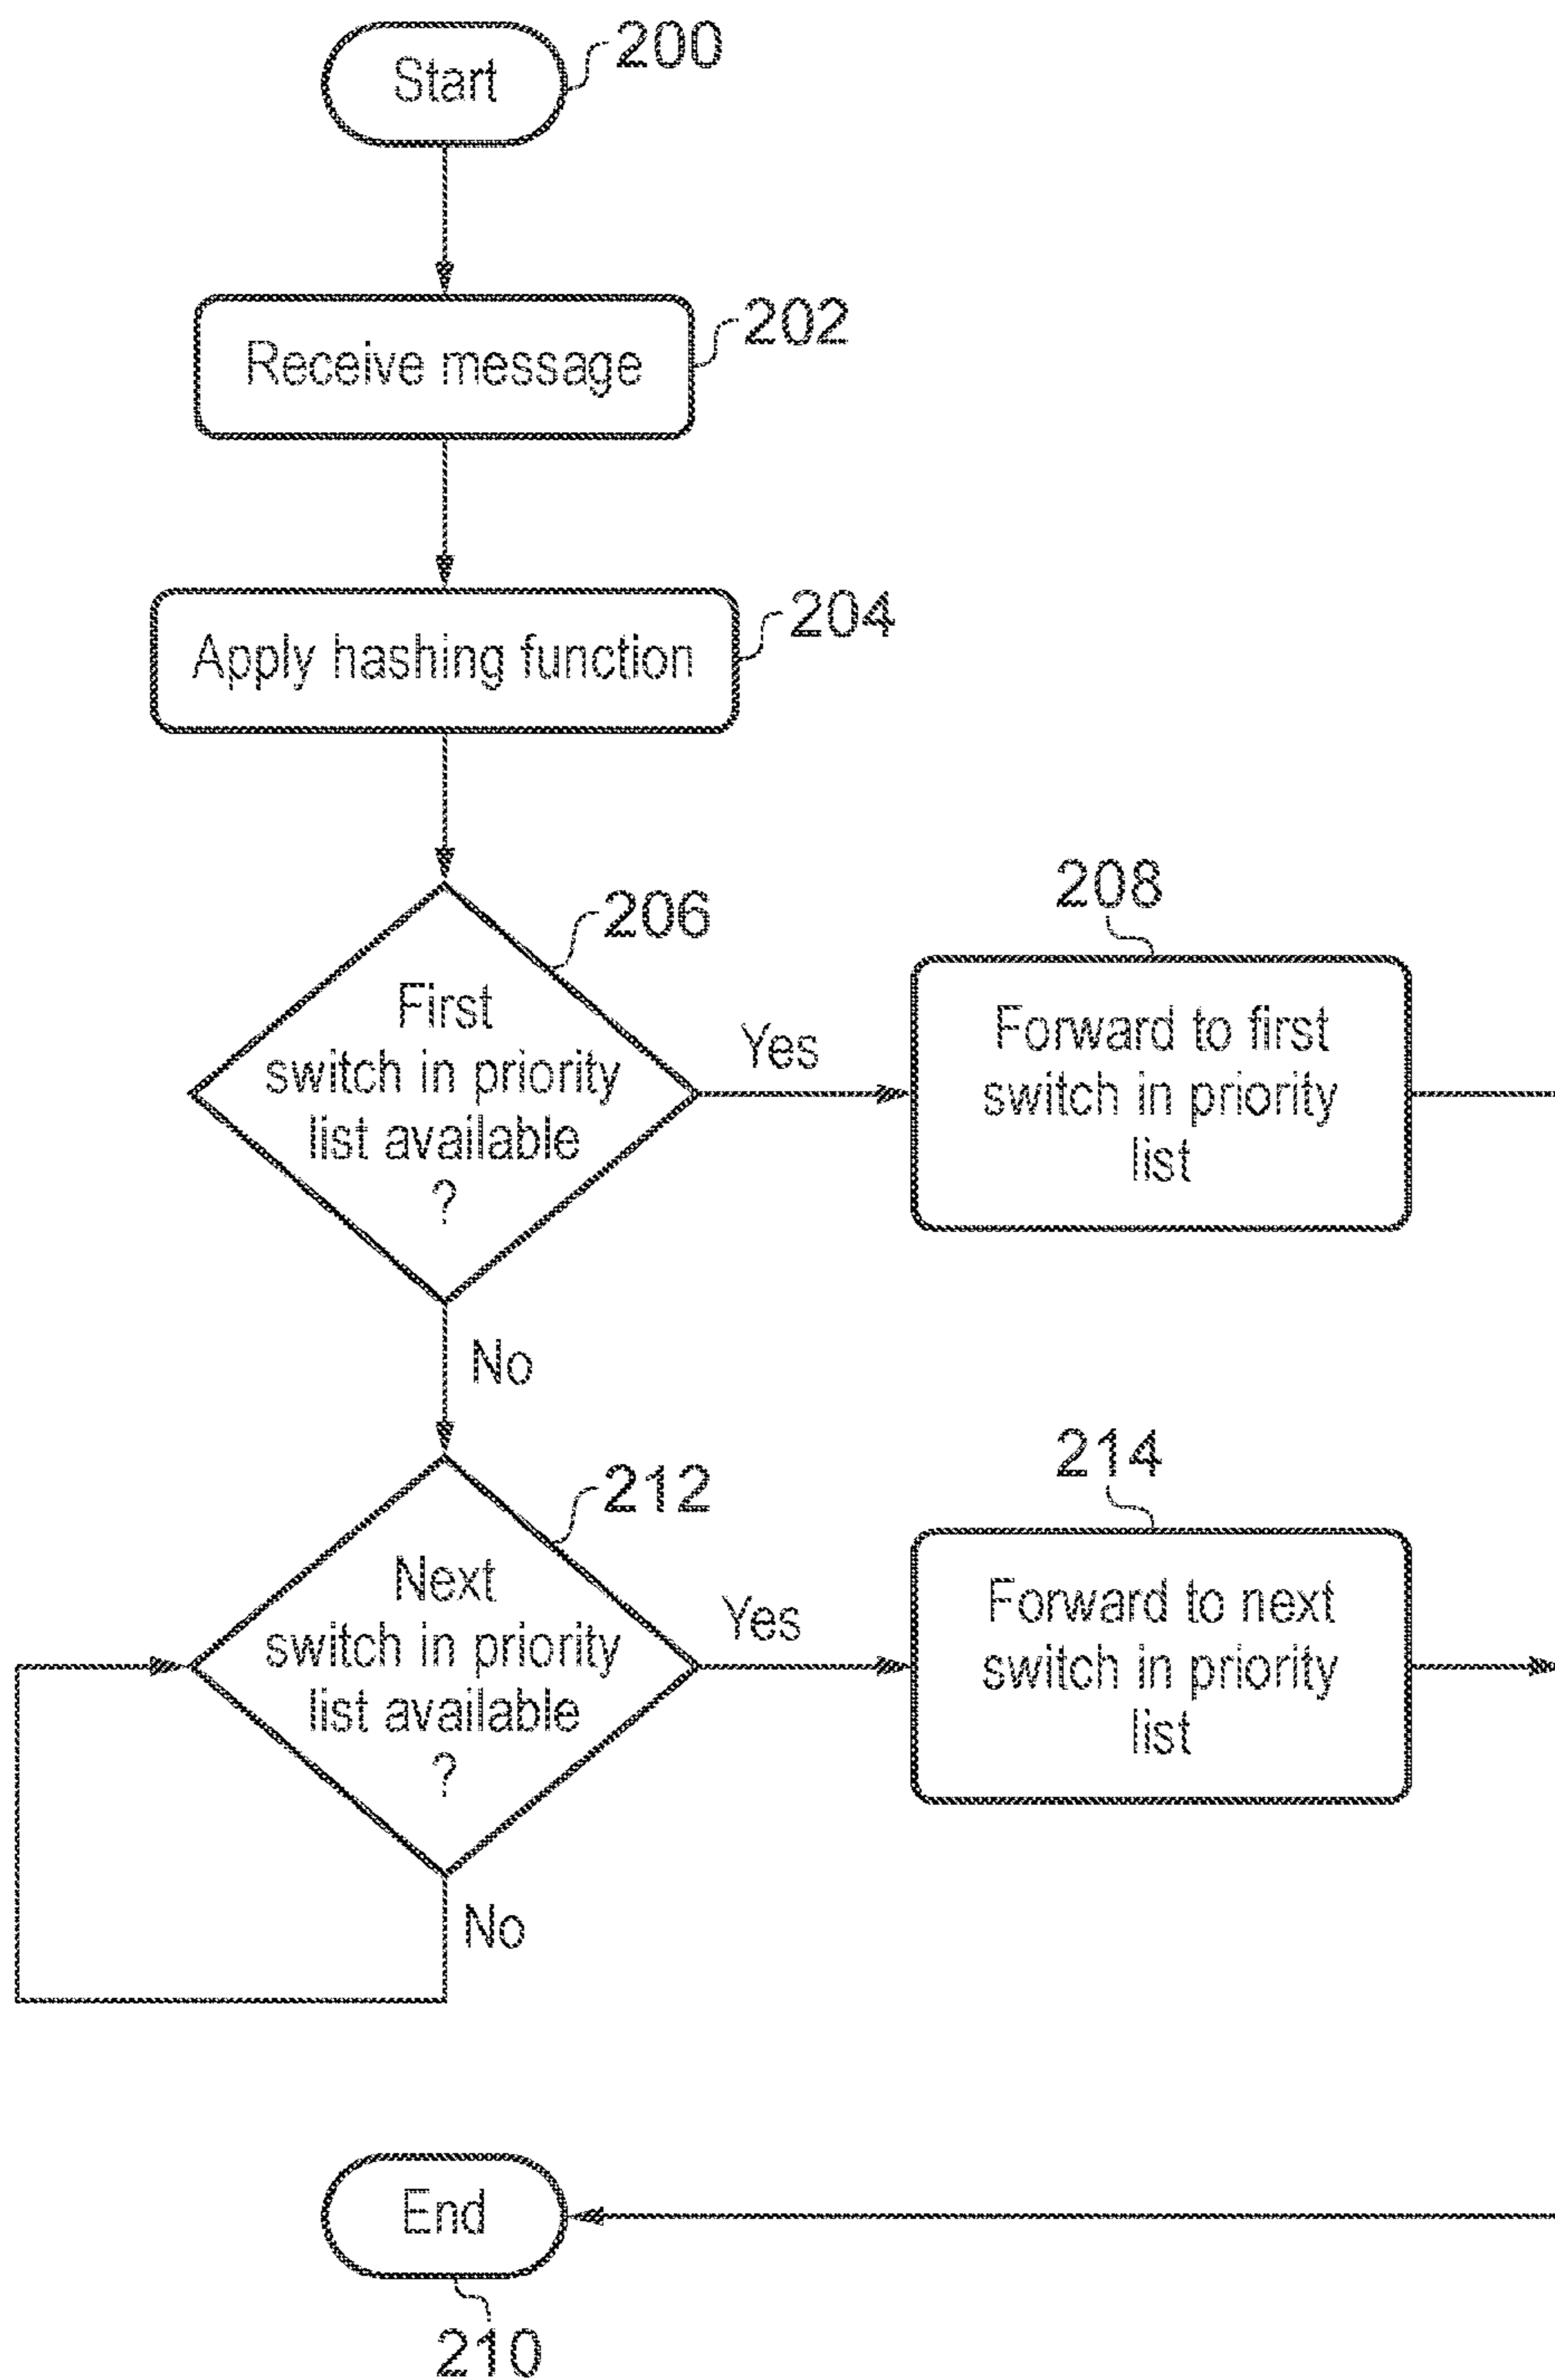 Start
200
Receive message
202
Apply hashing function
204
206
First
switch in priority
list available
?
Yes
208
Forward to first
switch in priority
list
No
212
Next
switch in priority
list available
?
Yes
214
Forward to next
switch in priority
list
No
End
210